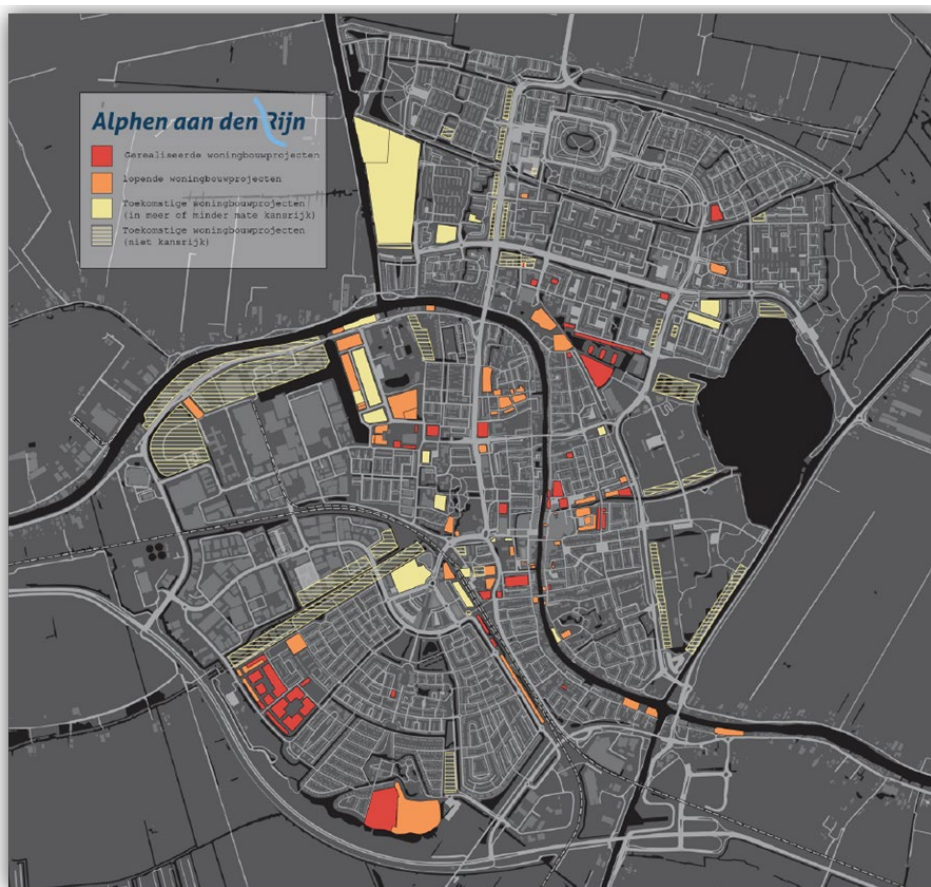 Alphen aan den Rijn
Gerealiseerde woningbouwprojecten
lopende woningbouwprojecten
Toekomstige woningbouwprojecten
(in meer of minder mate kansrijk)
Toekomstige woningbouwprojecten
(niet kansrijk)